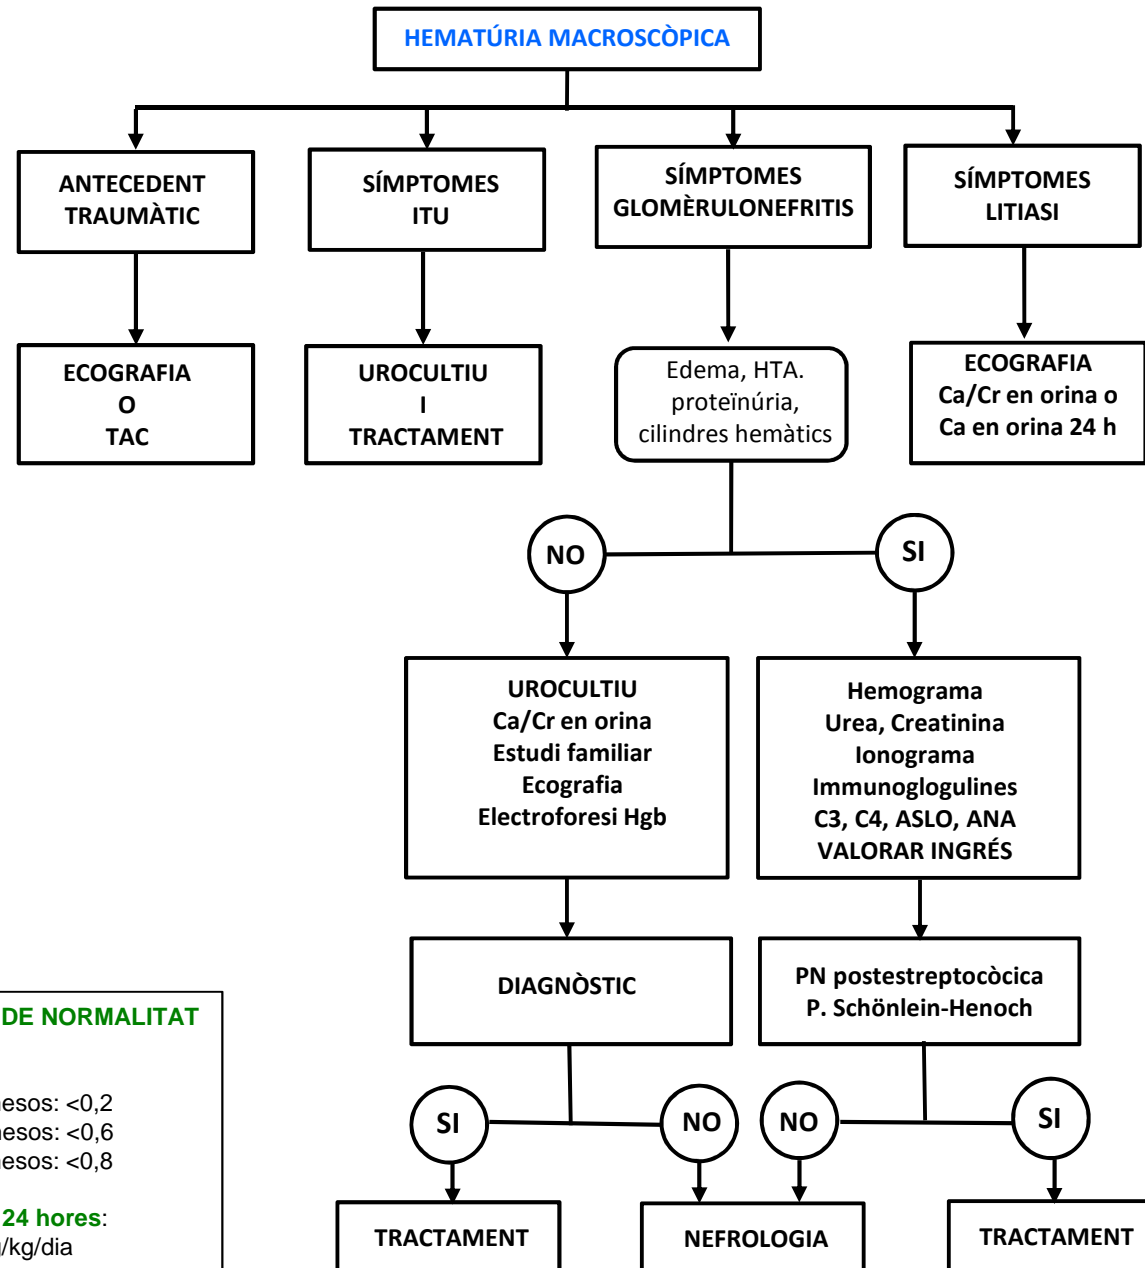 HEMATÚRIA MACROSCÒPICA
ANTECEDENT
TRAUMÀTIC
SÍMPTOMES
ITU
SÍMPTOMES
GLOMÈRULONEFRITIS
SÍMPTOMES
LITIASI
ECOGRAFIA
O
TAC
UROCULTIU
I
TRACTAMENT
Edema, HTA.
proteïnúria,
cilindres hemàtics
ECOGRAFIA
Ca/Cr en orina o
Ca en orina 24 h
NO
SI
UROCULTIU
Ca/Cr en orina
Estudi familiar
Ecografia
Electroforesi Hgb
Hemograma
Urea, Creatinina
Ionograma
Immunoglogulines
C3, C4, ASLO, ANA
VALORAR INGRÉS
DIAGNÒSTIC
PN postestreptocòcica
P. Schönlein-Henoch
SI
NO
NO
SI
TRACTAMENT
NEFROLOGIA
TRACTAMENT
DE NORMALITAT
: <0,2
: <0,6
: <0,8
24 hores:
/kg/dia